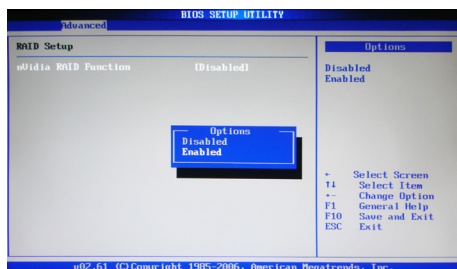 BIOS SETUP UTILITY
Advanced
RAID Setup
Options
nVidia RAID Function [Disabled]
Disabled
Enabled
Options
Disabled
Enabled
← Select Screen
↑↓ Select Item
+- Change Option
F1 General Help
F10 Save and Exit
ESC Exit
v02.61 (C)Copyright 1985-2006, American Megatrends, Inc.